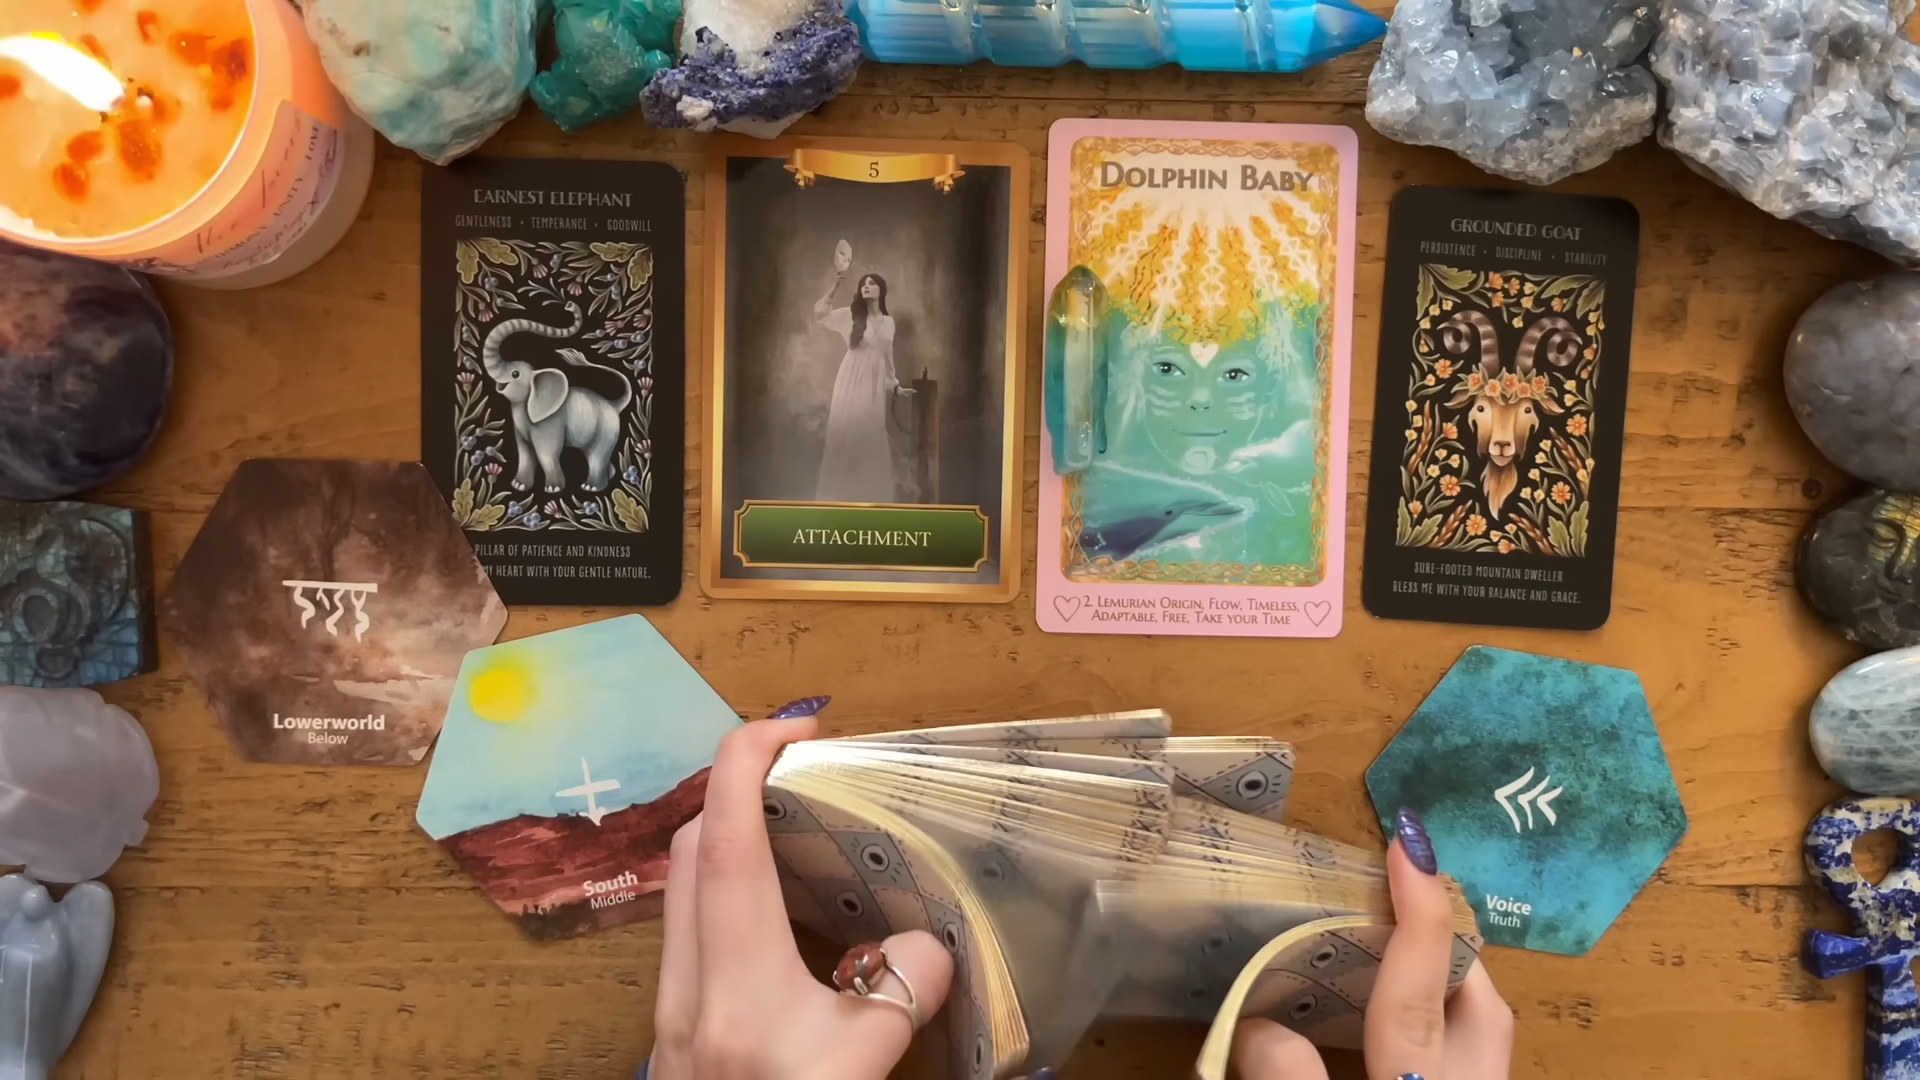 EARNEST ELEPHANT
GENTLENESS • TEMPERANCE • GOODWILL
PILLAR OF PATIENCE AND KINDNESS
MY HEART WITH YOUR GENTLE NATURE.
5
ATTACHMENT
DOLPHIN BABY
2. LEMURIAN ORIGIN, FLOW, TIMELESS,
ADAPTABLE, FREE, TAKE YOUR TIME
GROUNDED GOAT
PERSISTENCE • DISCIPLINE • STABILITY
SURE-FOOTED MOUNTAIN DWELLER
BLESS ME WITH YOUR BALANCE AND GRACE.
Lowerworld
Below
South
Middle
Voice
Truth